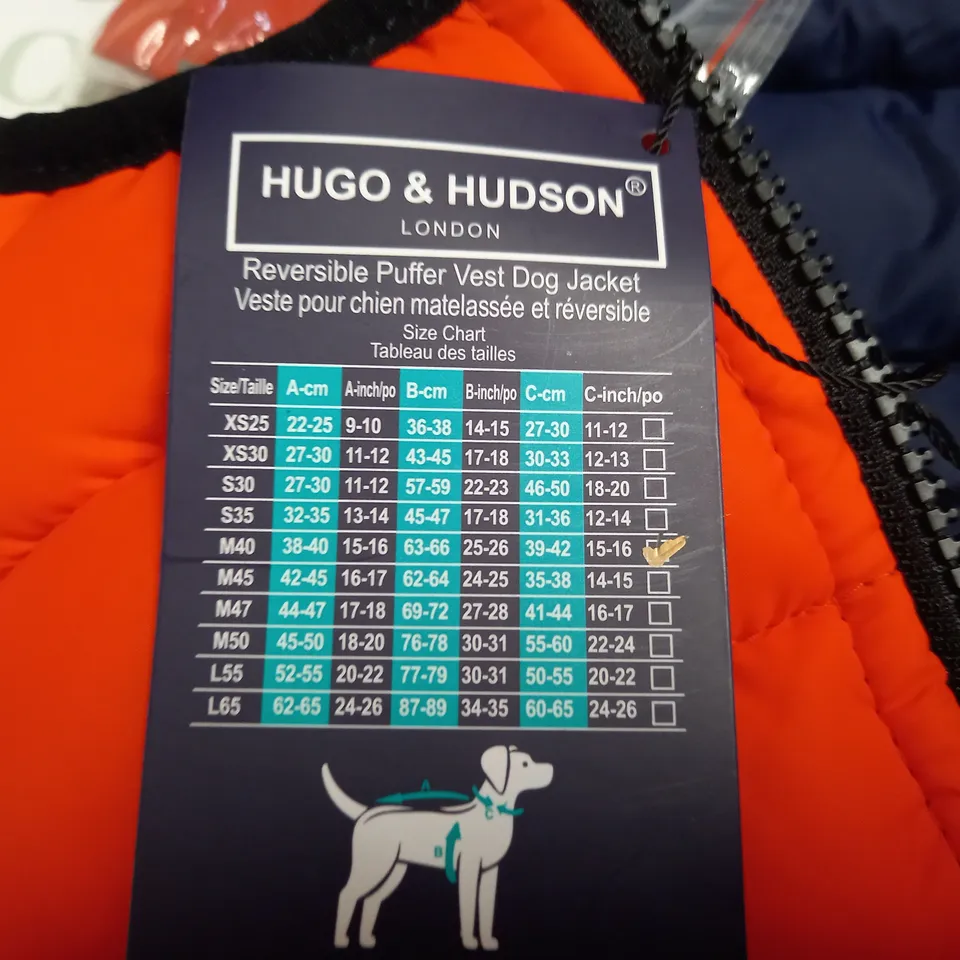 HUGO & HUDSON®
LONDON
Reversible Puffer Vest Dog Jacket
Veste pour chien matelassée et réversible
Size Chart
Tableau des tailles
Size/Taille A-cm A-inch/po B-cm B-inch/po C-cm C-inch/po
XS25 22-25 9-10 36-38 14-15 27-30 11-12
XS30 27-30 11-12 43-45 17-18 30-33 12-13
S30 27-30 11-12 57-59 22-23 46-50 18-20
S35 32-35 13-14 45-47 17-18 31-36 12-14
M40 38-40 15-16 63-66 25-26 39-42 15-16
M45 42-45 16-17 62-64 24-25 35-38 14-15
M47 44-47 17-18 69-72 27-28 41-44 16-17
M50 45-50 18-20 76-78 30-31 55-60 22-24
L55 52-55 20-22 77-79 30-31 50-55 20-22
L65 62-65 24-26 87-89 34-35 60-65 24-26
A
C
B